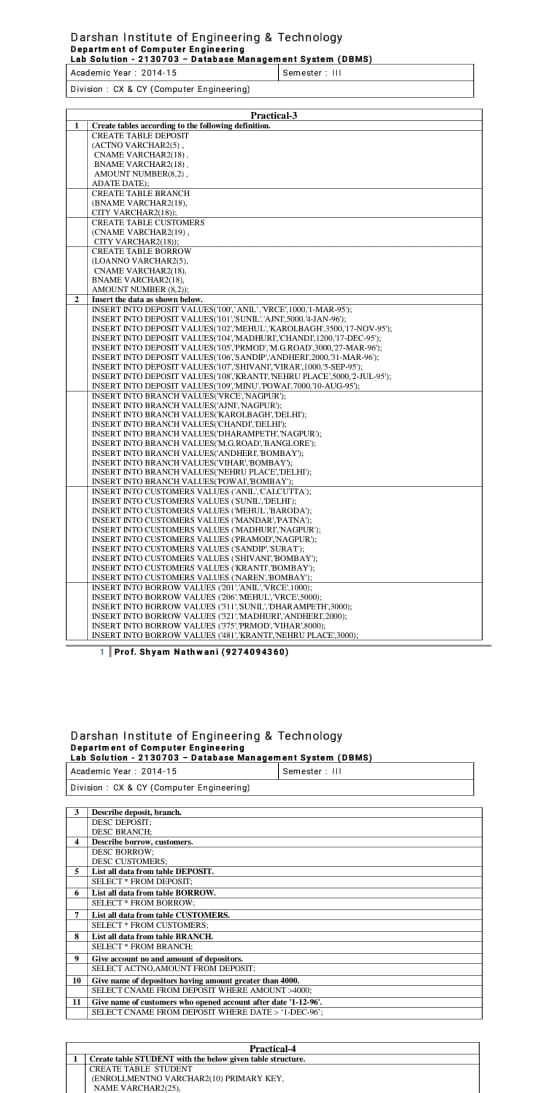 Darshan Institute of Engineering & Technology
Department of Computer Engineering
Lab Solution - 2130703 – Database Management System (DBMS)
Academic Year : 2014-15 Semester : III
Division : CX & CY (Computer Engineering)
Practical-3
1 Create tables according to the following definition.
CREATE TABLE DEPOSIT
(ACTNO VARCHAR2(5) ,
CNAME VARCHAR2(18) ,
BNAME VARCHAR2(18) ,
AMOUNT NUMBER(8,2) ,
ADATE DATE);
CREATE TABLE BRANCH
(BNAME VARCHAR2(18),
CITY VARCHAR2(18));
CREATE TABLE CUSTOMERS
(CNAME VARCHAR2(19) ,
CITY VARCHAR2(18));
CREATE TABLE BORROW
(LOANNO VARCHAR2(5),
CNAME VARCHAR2(18),
BNAME VARCHAR2(18),
AMOUNT NUMBER (8,2));
2 Insert the data as shown below.
INSERT INTO DEPOSIT VALUES('100','ANIL','VRCE',1000,'1-MAR-95');
INSERT INTO DEPOSIT VALUES('101','SUNIL','AJNI',5000,'4-JAN-96');
INSERT INTO DEPOSIT VALUES('102','MEHUL','KAROLBAGH',3500,'17-NOV-95');
INSERT INTO DEPOSIT VALUES('104','MADHURI','CHANDI',1200,'17-DEC-95');
INSERT INTO DEPOSIT VALUES('105','PRMOD','M.G.ROAD',3000,'27-MAR-96');
INSERT INTO DEPOSIT VALUES('106','SANDIP','ANDHERI',2000,'31-MAR-96');
INSERT INTO DEPOSIT VALUES('107','SHIVANI','VIRAR',1000,'5-SEP-95');
INSERT INTO DEPOSIT VALUES('108','KRANTI','NEHRU PLACE',5000,'2-JUL-95');
INSERT INTO DEPOSIT VALUES('109','MINU','POWAI',7000,'10-AUG-95');
INSERT INTO BRANCH VALUES('VRCE','NAGPUR');
INSERT INTO BRANCH VALUES('AJNI','NAGPUR');
INSERT INTO BRANCH VALUES('KAROLBAGH','DELHI');
INSERT INTO BRANCH VALUES('CHANDI','DELHI');
INSERT INTO BRANCH VALUES('DHARAMPETH','NAGPUR');
INSERT INTO BRANCH VALUES('M.G.ROAD','BANGLORE');
INSERT INTO BRANCH VALUES('ANDHERI','BOMBAY');
INSERT INTO BRANCH VALUES('VIHAR','BOMBAY');
INSERT INTO BRANCH VALUES('NEHRU PLACE','DELHI');
INSERT INTO BRANCH VALUES('POWAI','BOMBAY');
INSERT INTO CUSTOMERS VALUES ('ANIL','CALCUTTA');
INSERT INTO CUSTOMERS VALUES ('SUNIL','DELHI');
INSERT INTO CUSTOMERS VALUES ('MEHUL','BARODA');
INSERT INTO CUSTOMERS VALUES ('MANDAR','PATNA');
INSERT INTO CUSTOMERS VALUES ('MADHURI','NAGPUR');
INSERT INTO CUSTOMERS VALUES ('PRAMOD','NAGPUR');
INSERT INTO CUSTOMERS VALUES ('SANDIP','SURAT');
INSERT INTO CUSTOMERS VALUES ('SHIVANI','BOMBAY');
INSERT INTO CUSTOMERS VALUES ('KRANTI','BOMBAY');
INSERT INTO CUSTOMERS VALUES ('NAREN','BOMBAY');
INSERT INTO BORROW VALUES ('201','ANIL','VRCE',1000);
INSERT INTO BORROW VALUES ('206','MEHUL','VRCE',5000);
INSERT INTO BORROW VALUES ('311','SUNIL','DHARAMPETH',3000);
INSERT INTO BORROW VALUES ('321','MADHURI','ANDHERI',2000);
INSERT INTO BORROW VALUES ('375','PRMOD','VIHAR',8000);
INSERT INTO BORROW VALUES ('481','KRANTI','NEHRU PLACE',3000);
1 Prof. Shyam Nathwani (9274094360)
Darshan Institute of Engineering & Technology
Department of Computer Engineering
Lab Solution - 2130703 – Database Management System (DBMS)
Academic Year : 2014-15 Semester : III
Division : CX & CY (Computer Engineering)
3 Describe deposit, branch.
DESC DEPOSIT;
DESC BRANCH;
4 Describe borrow, customers.
DESC BORROW;
DESC CUSTOMERS;
5 List all data from table DEPOSIT.
SELECT * FROM DEPOSIT;
6 List all data from table BORROW.
SELECT * FROM BORROW;
7 List all data from table CUSTOMERS.
SELECT * FROM CUSTOMERS;
8 List all data from table BRANCH.
SELECT * FROM BRANCH;
9 Give account no and amount of depositors.
SELECT ACTNO,AMOUNT FROM DEPOSIT;
10 Give name of depositors having amount greater than 4000.
SELECT CNAME FROM DEPOSIT WHERE AMOUNT >4000;
11 Give name of customers who opened account after date '1-12-96'.
SELECT CNAME FROM DEPOSIT WHERE DATE > '1-DEC-96';
Practical-4
1 Create table STUDENT with the below given table structure.
CREATE TABLE STUDENT
(ENROLLMENTNO VARCHAR2(10) PRIMARY KEY,
NAME VARCHAR2(25),